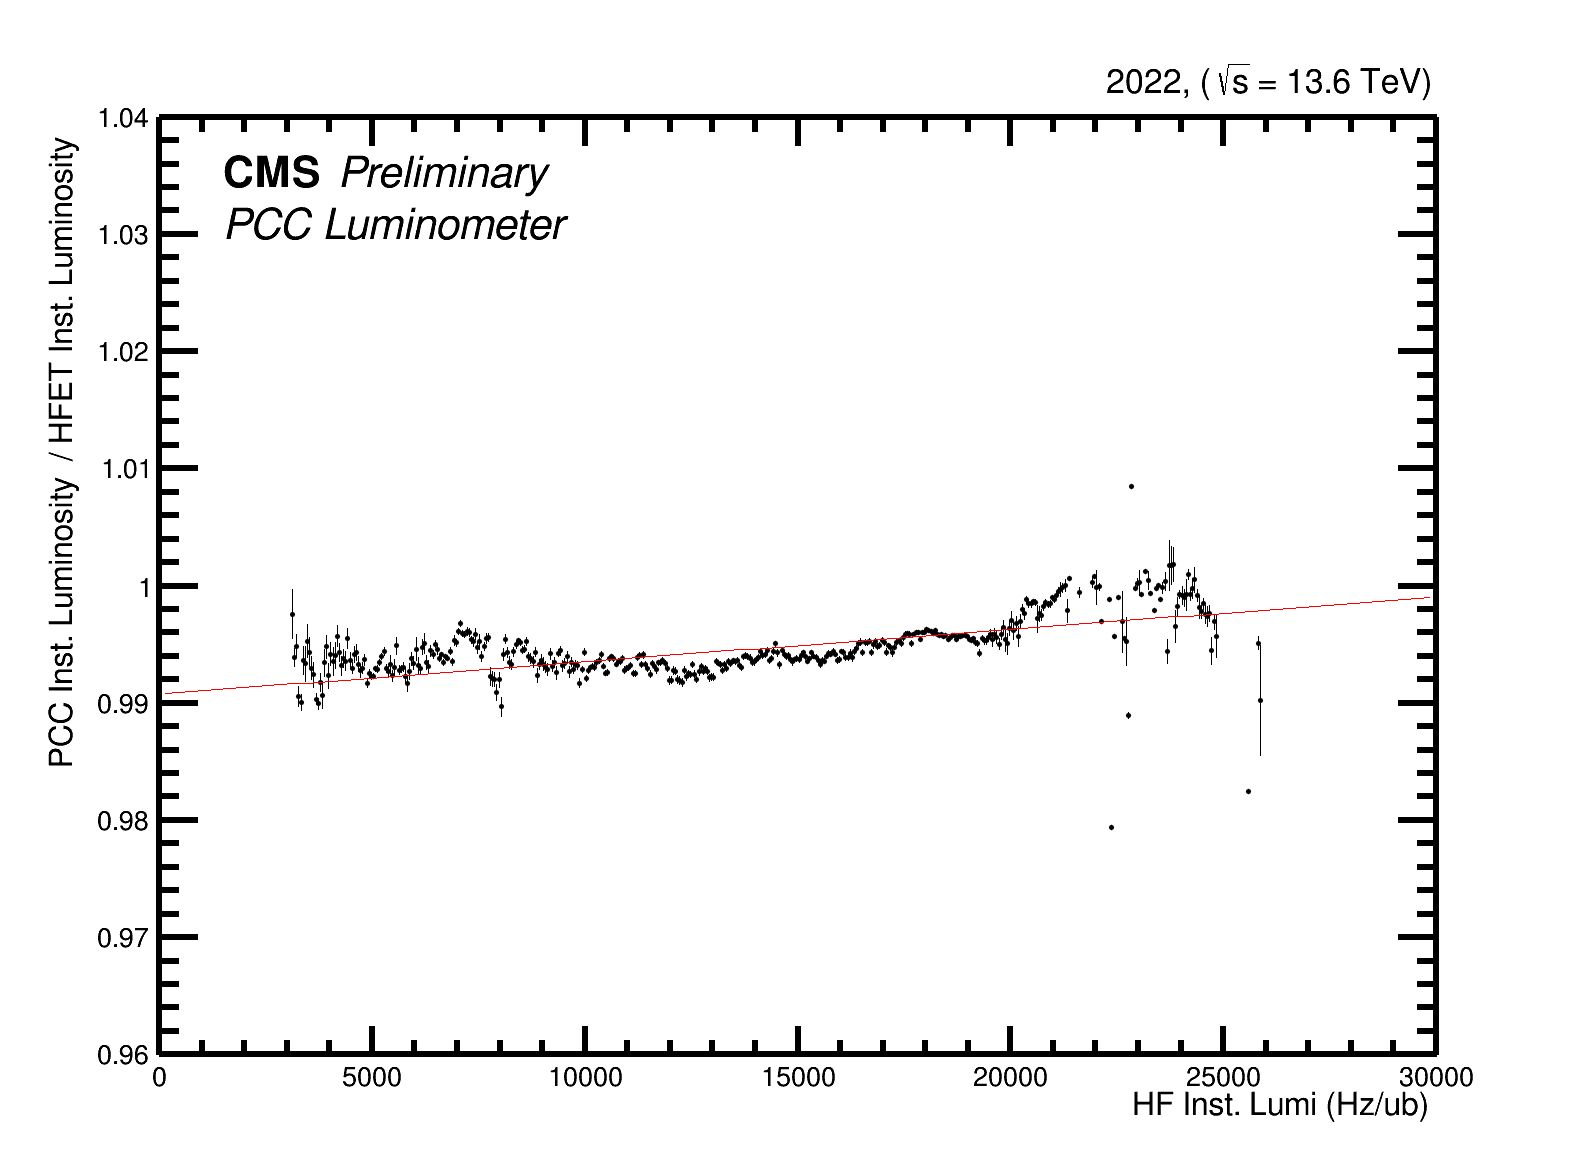 2022, (√s = 13.6 TeV)
CMS Preliminary
PCC Luminometer
PCC Inst. Luminosity / HFET Inst. Luminosity
1.04
1.03
1.02
1.01
1
0.99
0.98
0.97
0.96
0 5000 10000 15000 20000 25000 30000
HF Inst. Lumi (Hz/ub)